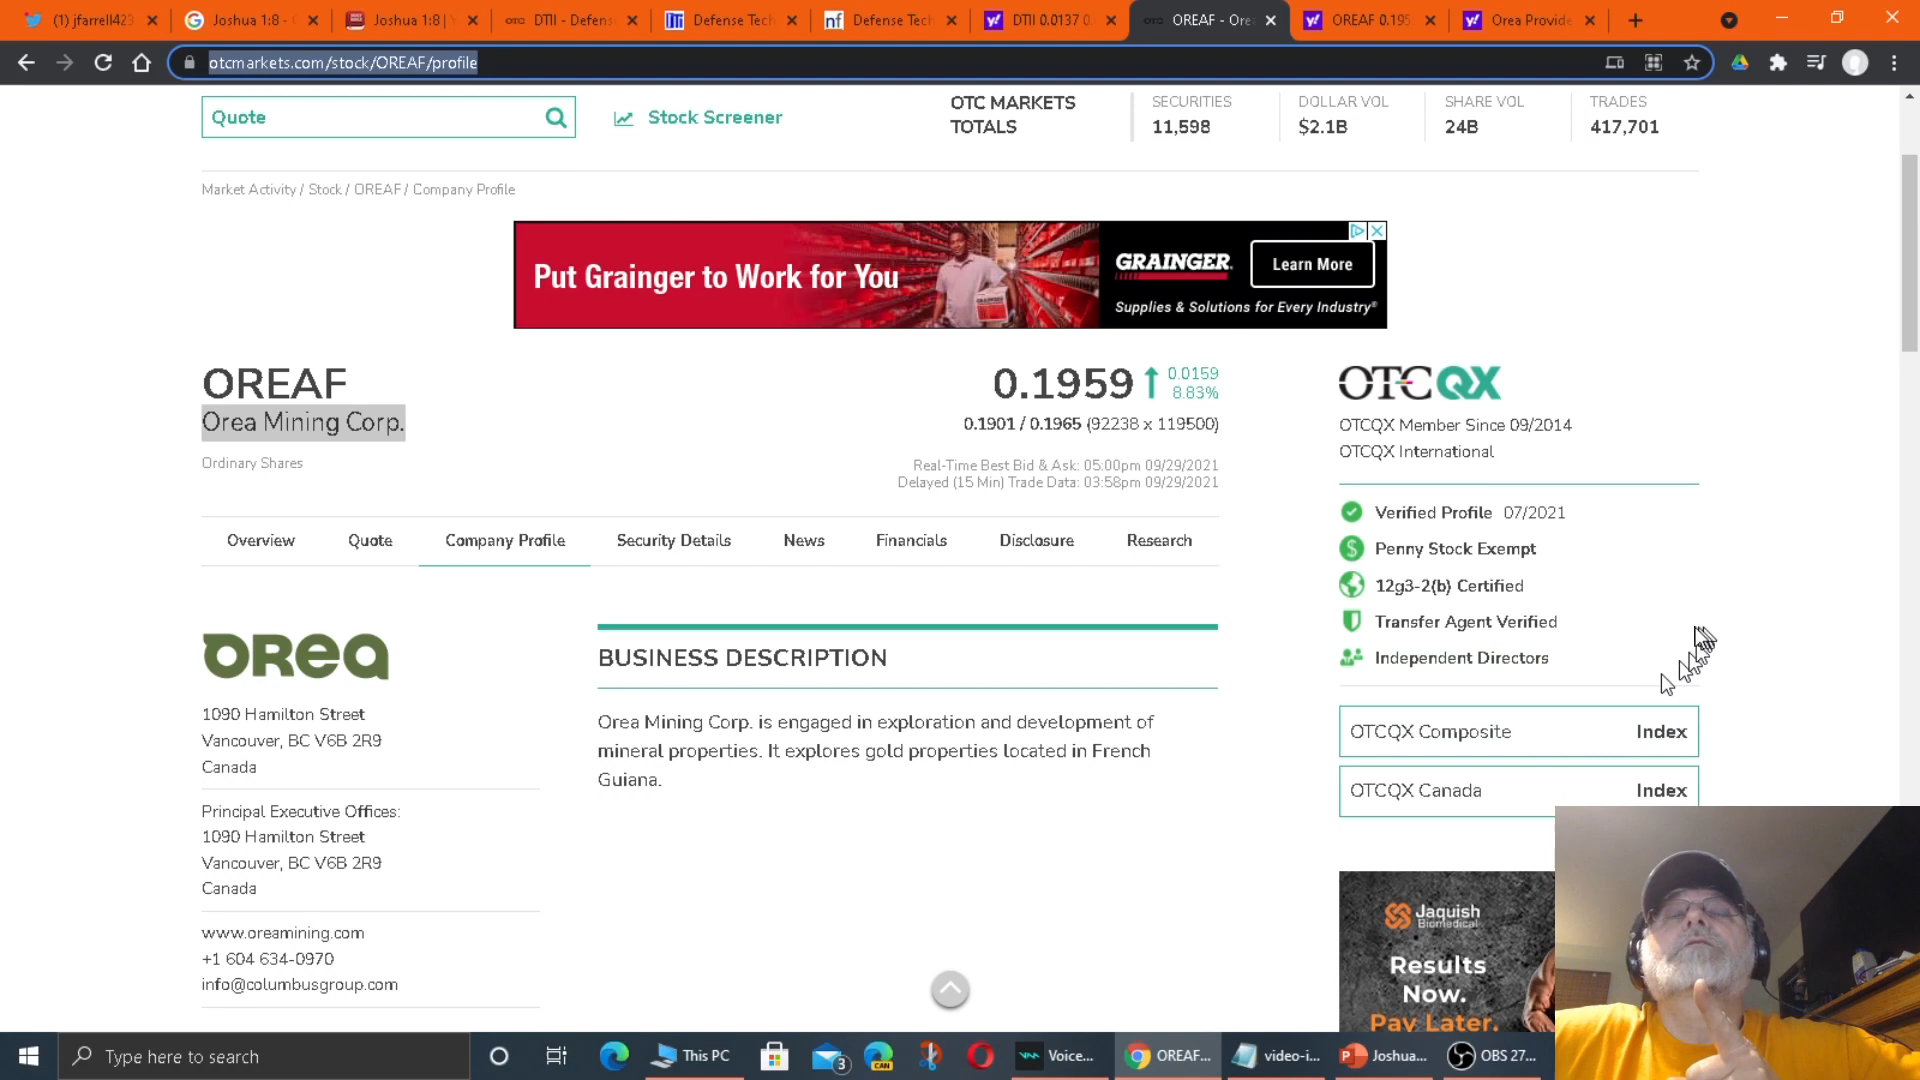 (1) jfarrell423
Joshua 1:8 -
Joshua 1:8 |
DTII - Defens
Defense Tech
Defense Tech
DTII 0.0137 0.
OREAF - Ore
OREAF 0.195
Orea Provide
otcmarkets.com/stock/OREAF/profile
Quote
Stock Screener
OTC MARKETS
TOTALS
SECURITIES
11,598
DOLLAR VOL
$2.1B
SHARE VOL
24B
TRADES
417,701
Market Activity / Stock / OREAF / Company Profile
Put Grainger to Work for You
GRAINGER
Learn More
Supplies & Solutions for Every Industry®
OREAF
Orea Mining Corp.
Ordinary Shares
0.1959
0.0159
8.83%
0.1901 / 0.1965 (92238 x 119500)
Real-Time Best Bid & Ask: 05:00pm 09/29/2021
Delayed (15 Min) Trade Data: 03:58pm 09/29/2021
OTCQX
OTCQX Member Since 09/2014
OTCQX International
Verified Profile 07/2021
Penny Stock Exempt
12g3-2(b) Certified
Transfer Agent Verified
Independent Directors
OTCQX Composite Index
OTCQX Canada Index
Overview
Quote
Company Profile
Security Details
News
Financials
Disclosure
Research
OREA
1090 Hamilton Street
Vancouver, BC V6B 2R9
Canada
Principal Executive Offices:
1090 Hamilton Street
Vancouver, BC V6B 2R9
Canada
www.oreamining.com
+1 604 634-0970
info@columbusgroup.com
BUSINESS DESCRIPTION
Orea Mining Corp. is engaged in exploration and development of
mineral properties. It explores gold properties located in French
Guiana.
Jaquish
Biomedical
Results
Now.
Pay Later.
Type here to search
This PC
3
CAN
Voice...
OREAF...
video-i...
Joshua...
OBS 27...